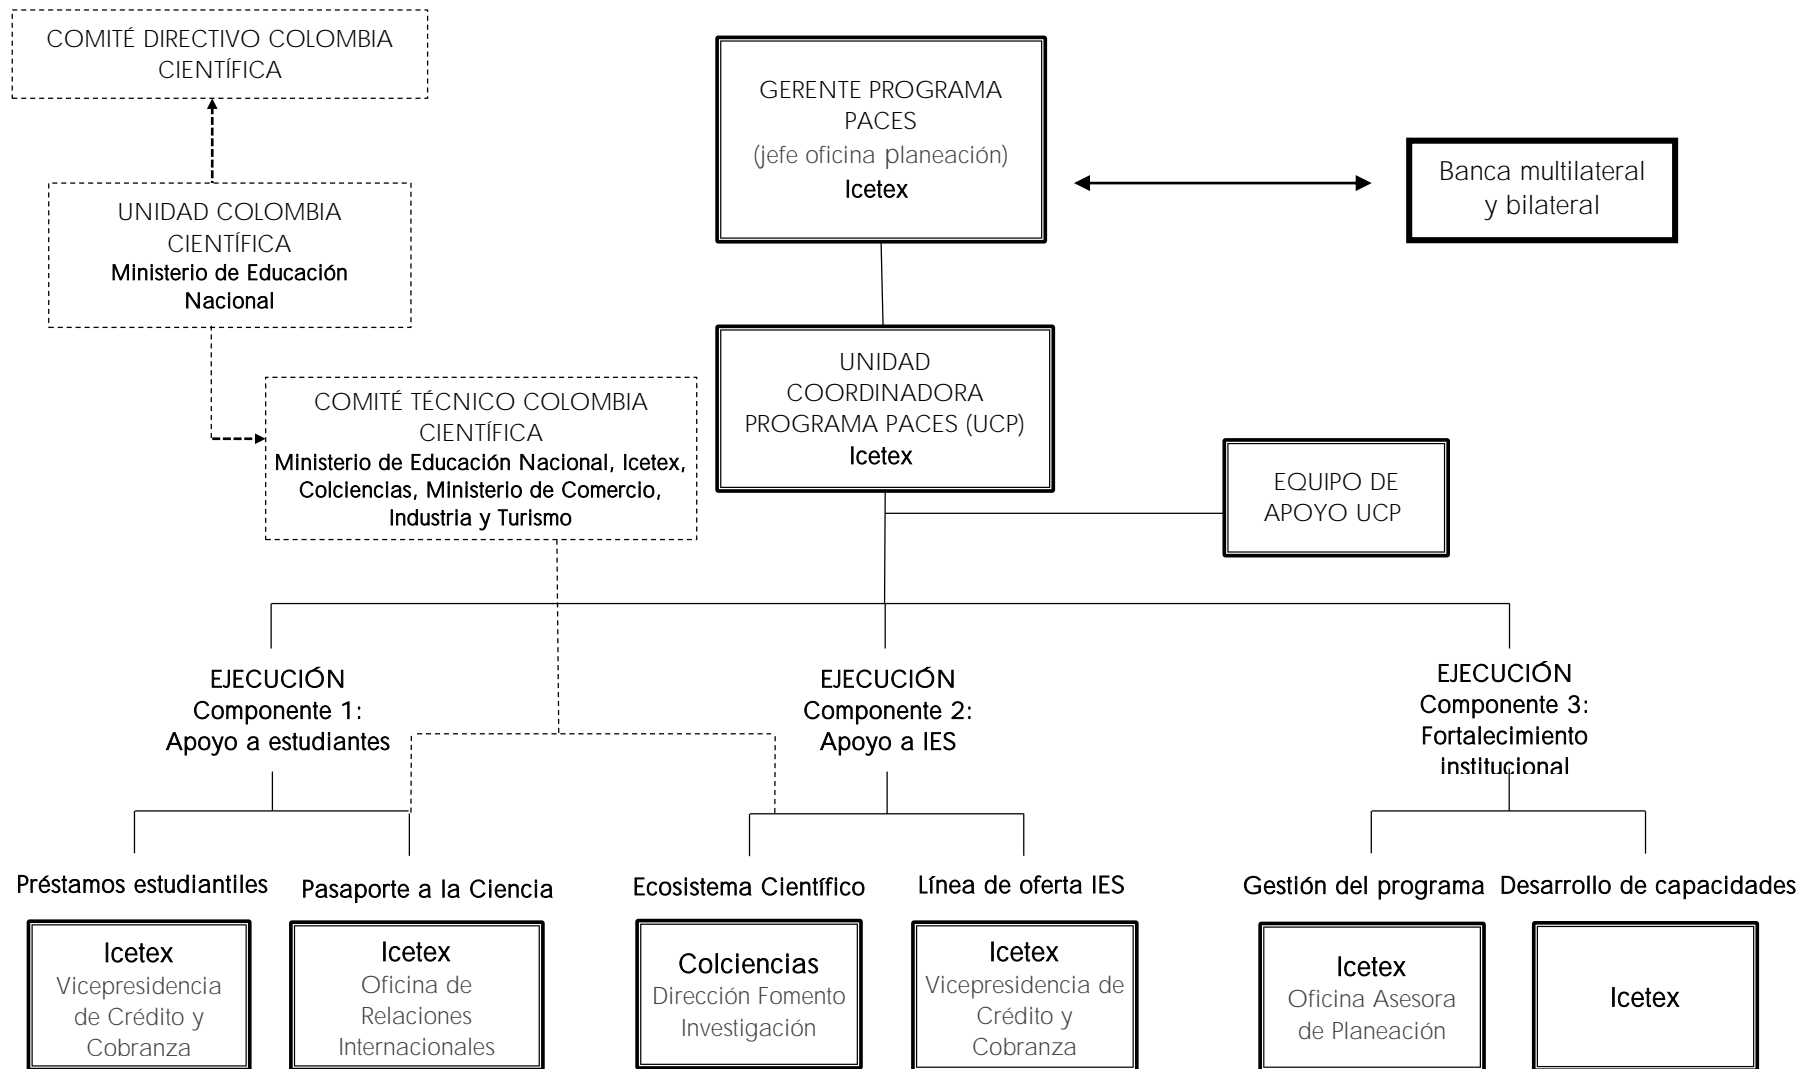 COMITÉ DIRECTIVO COLOMBIA
CIENTÍFICA
UNIDAD COLOMBIA
CIENTÍFICA
Ministerio de Educación
Nacional
COMITÉ TÉCNICO COLOMBIA
CIENTÍFICA
Ministerio de Educación Nacional, Icetex,
Colciencias, Ministerio de Comercio,
Industria y Turismo
GERENTE PROGRAMA
PACES
(jefe oficina planeación)
Icetex
Banca multilateral
y bilateral
UNIDAD
COORDINADORA
PROGRAMA PACES (UCP)
Icetex
EQUIPO DE
APOYO UCP
EJECUCIÓN
Componente 1:
Apoyo a estudiantes
EJECUCIÓN
Componente 2:
Apoyo a IES
EJECUCIÓN
Componente 3:
Fortalecimiento
institucional
Préstamos estudiantiles
Icetex
Vicepresidencia
de Crédito y
Cobranza
Pasaporte a la Ciencia
Icetex
Oficina de
Relaciones
Internacionales
Ecosistema Científico
Colciencias
Dirección Fomento
Investigación
Línea de oferta IES
Icetex
Vicepresidencia de
Crédito y
Cobranza
Gestión del programa
Icetex
Oficina Asesora
de Planeación
Desarrollo de capacidades
Icetex